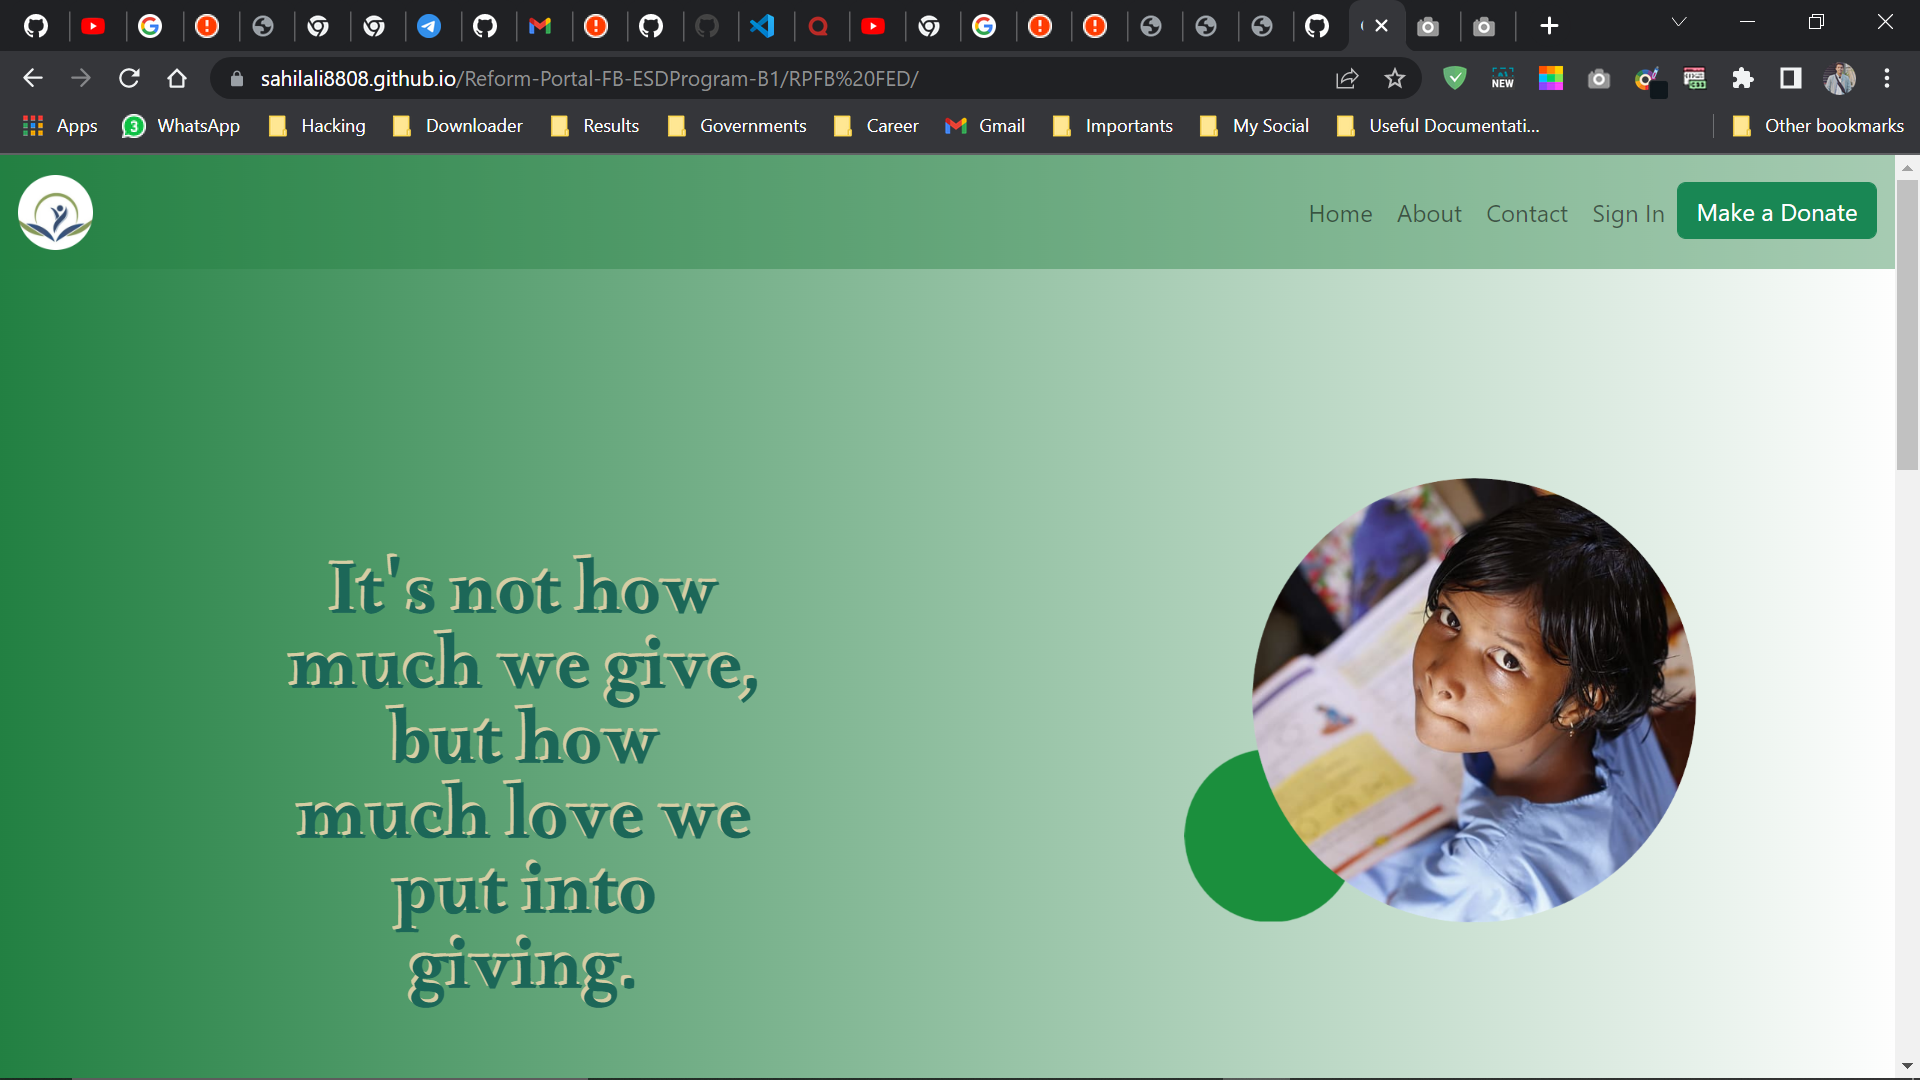 sahilali8808.github.io/Reform-Portal-FB-ESDProgram-B1/RPFB%20FED/
NEW
Apps
3
WhatsApp
Hacking
Downloader
Results
Governments
Career
Gmail
Importants
My Social
Useful Documentati...
Other bookmarks
Home
About
Contact
Sign In
Make a Donate
It's not how
much we give,
but how
much love we
put into
giving.